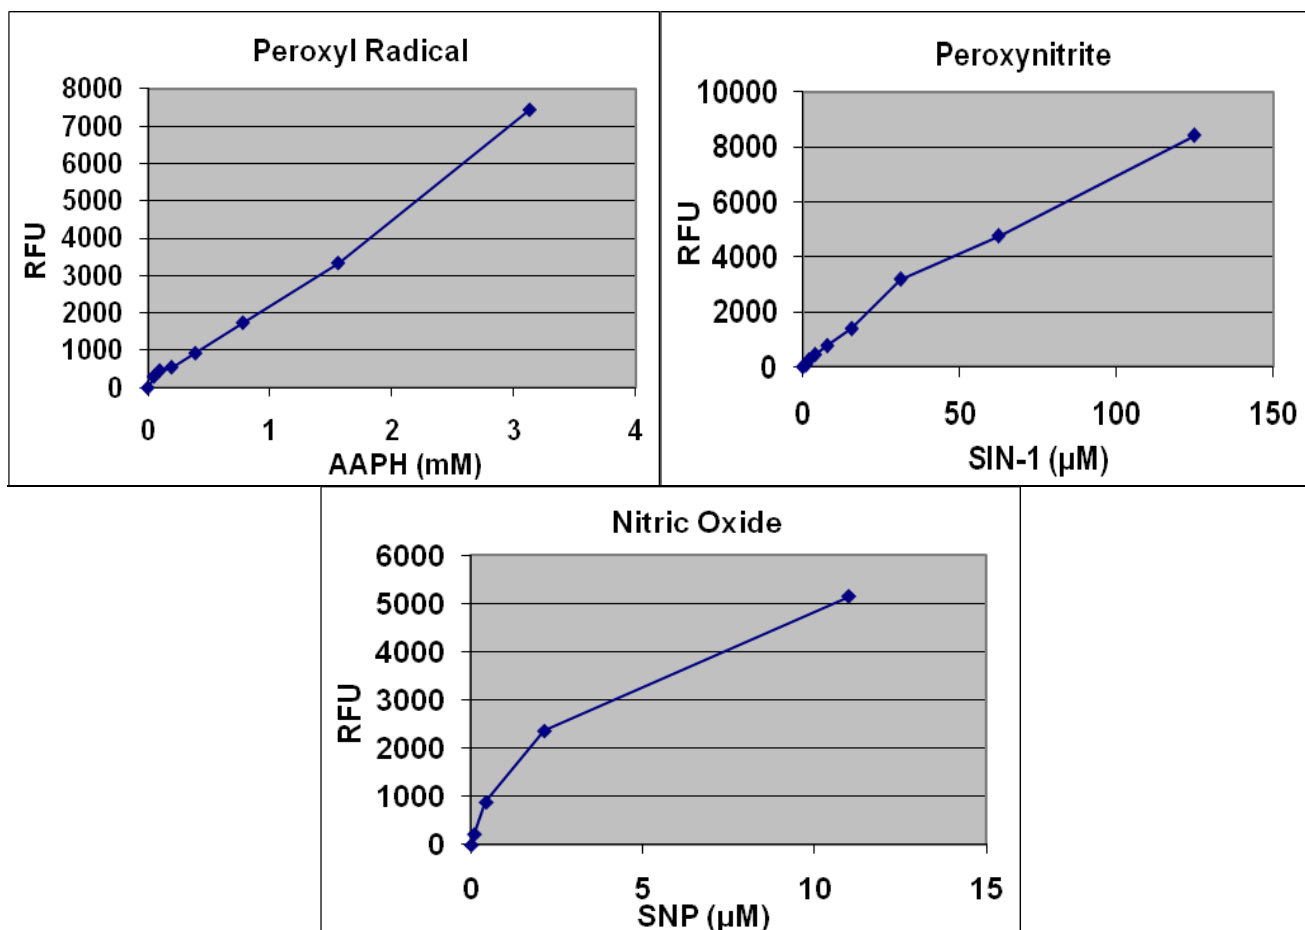 Peroxyl Radical
8000
7000
6000
5000
4000
3000
2000
1000
0
RFU
0 1 2 3 4
AAPH (mM)
Peroxynitrite
10000
8000
6000
4000
2000
0
RFU
0 50 100 150
SIN-1 (µM)
Nitric Oxide
6000
5000
4000
3000
2000
1000
0
RFU
0 5 10 15
SNP (µM)